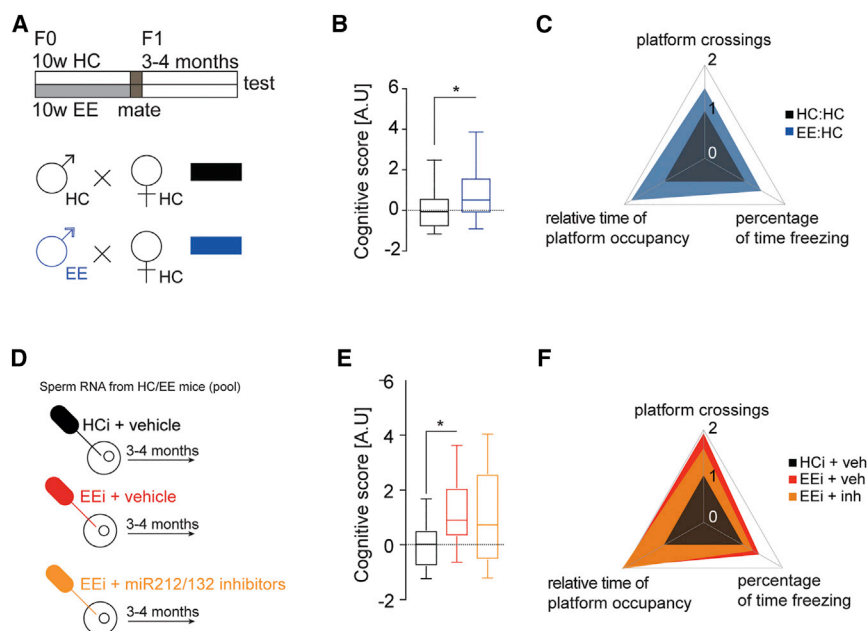 A
F0
F1
10w HC
3-4 months
test
10w EE
mate
HC
HC
EE
HC
B
Cognitive score [A.U]
6
4
2
0
-2
*
C
platform crossings
2
1
0
HC:HC
EE:HC
relative time of
platform occupancy
percentage
of time freezing
D
Sperm RNA from HC/EE mice (pool)
HCi + vehicle
3-4 months
EEi + vehicle
3-4 months
EEi + miR212/132 inhibitors
3-4 months
E
Cognitive score [A.U]
-6
4
2
0
-2
*
F
platform crossings
2
1
0
HCi + veh
EEi + veh
EEi + inh
relative time of
platform occupancy
percentage
of time freezing